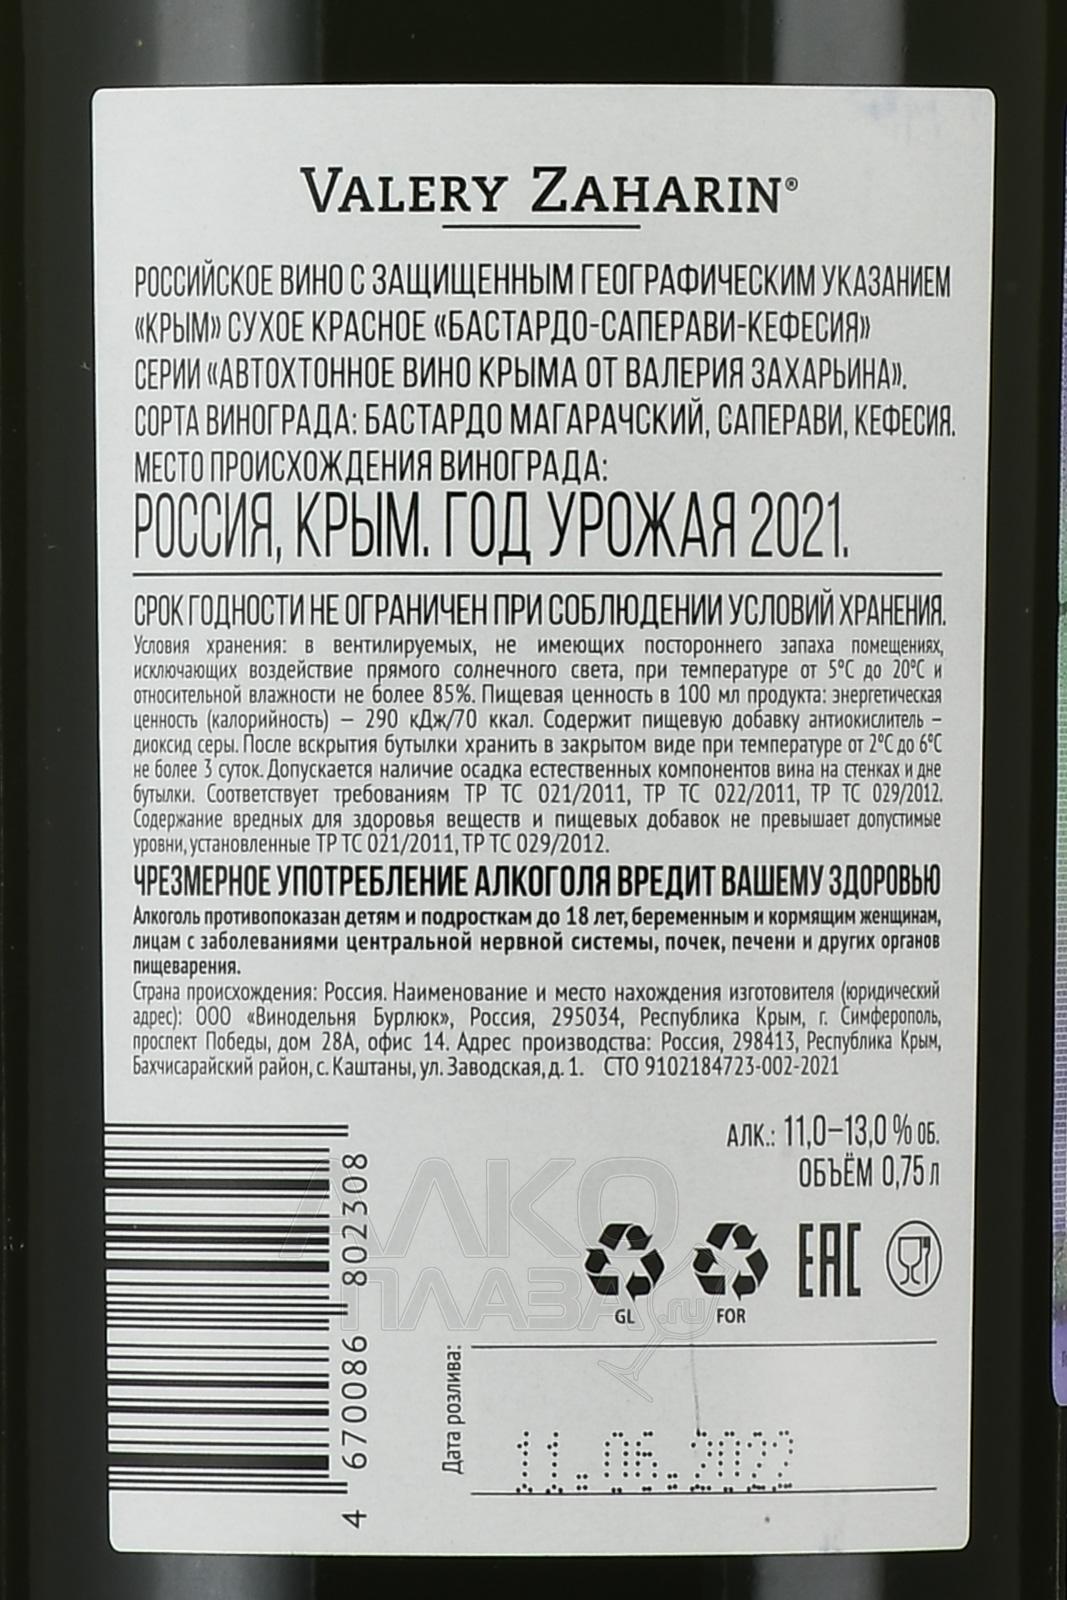 VALERY ZAHARIN®
РОССИЙСКОЕ ВИНО С ЗАЩИЩЕННЫМ ГЕОГРАФИЧЕСКИМ УКАЗАНИЕМ
«КРЫМ» СУХОЕ КРАСНОЕ «БАСТАРДО-САПЕРАВИ-КЕФЕСИЯ»
СЕРИИ «АВТОХТОННОЕ ВИНО КРЫМА ОТ ВАЛЕРИЯ ЗАХАРЬИНА».
СОРТА ВИНОГРАДА: БАСТАРДО МАГАРАЧСКИЙ, САПЕРАВИ, КЕФЕСИЯ.
МЕСТО ПРОИСХОЖДЕНИЯ ВИНОГРАДА:
РОССИЯ, КРЫМ. ГОД УРОЖАЯ 2021.
СРОК ГОДНОСТИ НЕ ОГРАНИЧЕН ПРИ СОБЛЮДЕНИИ УСЛОВИЙ ХРАНЕНИЯ.
Условия хранения: в вентилируемых, не имеющих постороннего запаха помещениях,
исключающих воздействие прямого солнечного света, при температуре от 5°С до 20°С и
относительной влажности не более 85%. Пищевая ценность в 100 мл продукта: энергетическая
ценность (калорийность) – 290 кДж/70 ккал. Содержит пищевую добавку антиокислитель –
диоксид серы. После вскрытия бутылки хранить в закрытом виде при температуре от 2°С до 6°С
не более 3 суток. Допускается наличие осадка естественных компонентов вина на стенках и дне
бутылки. Соответствует требованиям ТР ТС 021/2011, ТР ТС 022/2011, ТР ТС 029/2012.
Содержание вредных для здоровья веществ и пищевых добавок не превышает допустимые
уровни, установленные ТР ТС 021/2011, ТР ТС 029/2012.
ЧРЕЗМЕРНОЕ УПОТРЕБЛЕНИЕ АЛКОГОЛЯ ВРЕДИТ ВАШЕМУ ЗДОРОВЬЮ
Алкоголь противопоказан детям и подросткам до 18 лет, беременным и кормящим женщинам,
лицам с заболеваниями центральной нервной системы, почек, печени и других органов
пищеварения.
Страна происхождения: Россия. Наименование и место нахождения изготовителя (юридический
адрес): ООО «Винодельня Бурлюк», Россия, 295034, Республика Крым, г. Симферополь,
проспект Победы, дом 28А, офис 14. Адрес производства: Россия, 298413, Республика Крым,
Бахчисарайский район, с. Каштаны, ул. Заводская, д. 1. СТО 9102184723-002-2021
АЛК.: 11,0–13,0 % ОБ.
ОБЪЁМ 0,75 л
4 670086 802308
АЛКО
ПЛАЗА.ru
GL
FOR
EAC
Дата розлива:
11.06.2022